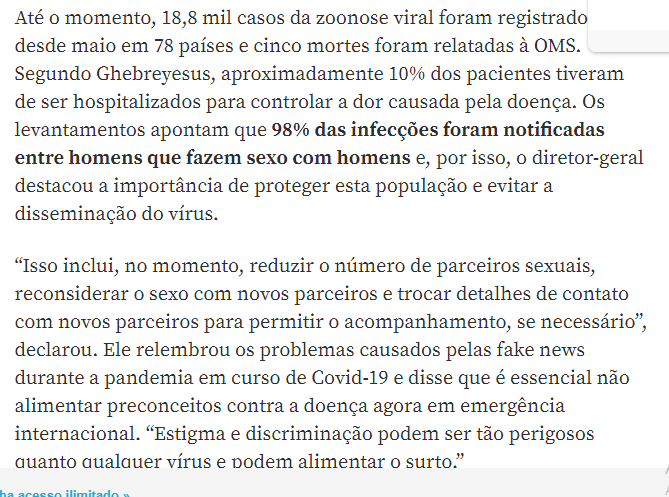 Até o momento, 18,8 mil casos da zoonose viral foram registrado
desde maio em 78 países e cinco mortes foram relatadas à OMS.
Segundo Ghebreyesus, aproximadamente 10% dos pacientes tiveram
de ser hospitalizados para controlar a dor causada pela doença. Os
levantamentos apontam que 98% das infecções foram notificadas
entre homens que fazem sexo com homens e, por isso, o diretor-geral
destacou a importância de proteger esta população e evitar a
disseminação do vírus.
“Isso inclui, no momento, reduzir o número de parceiros sexuais,
reconsiderar o sexo com novos parceiros e trocar detalhes de contato
com novos parceiros para permitir o acompanhamento, se necessário”,
declarou. Ele relembrou os problemas causados pelas fake news
durante a pandemia em curso de Covid-19 e disse que é essencial não
alimentar preconceitos contra a doença agora em emergência
internacional. “Estigma e discriminação podem ser tão perigosos
quanto qualquer vírus e podem alimentar o surto.”
ha acesso ilimitado »